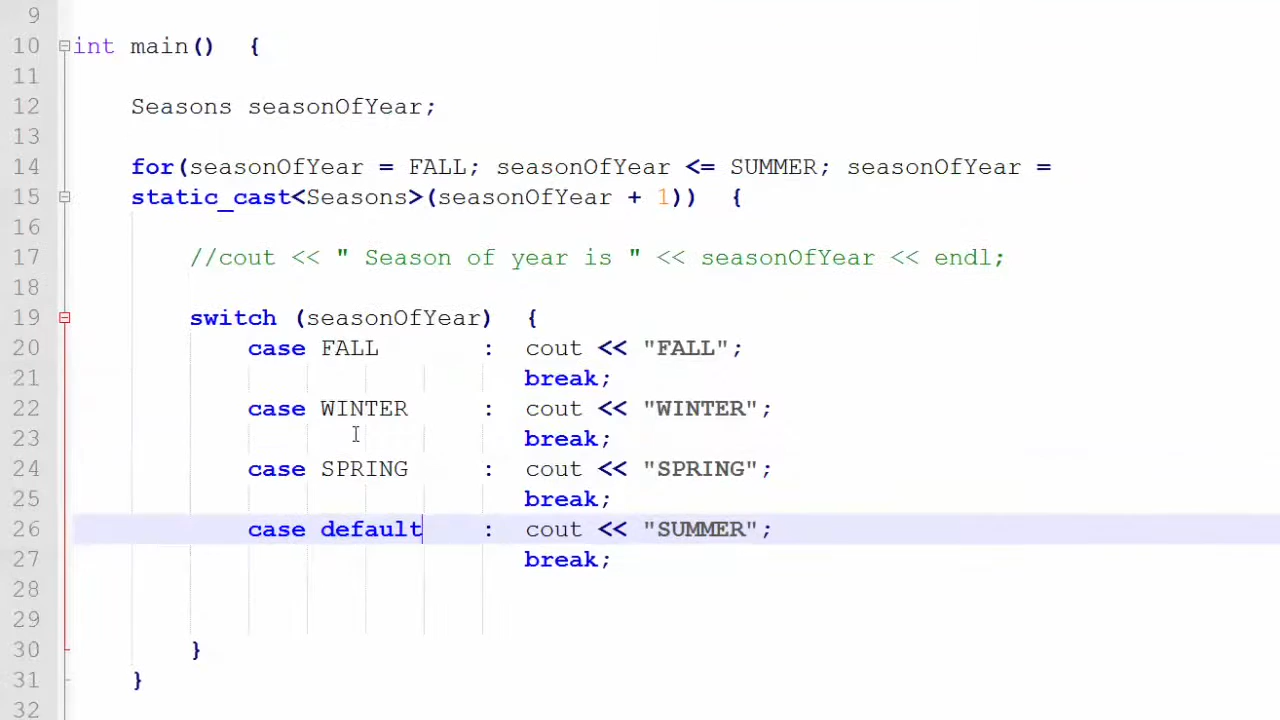 9
10 int main()  {
11
12     Seasons seasonOfYear;
13
14     for(seasonOfYear = FALL; seasonOfYear <= SUMMER; seasonOfYear =
15     static_cast<Seasons>(seasonOfYear + 1))  {
16
17         //cout << " Season of year is " << seasonOfYear << endl;
18
19         switch (seasonOfYear)  {
20             case FALL       :  cout << "FALL";
21                                break;
22             case WINTER     :  cout << "WINTER";
23                                break;
24             case SPRING     :  cout << "SPRING";
25                                break;
26             case default    :  cout << "SUMMER";
27                                break;
28
29
30         }
31     }
32